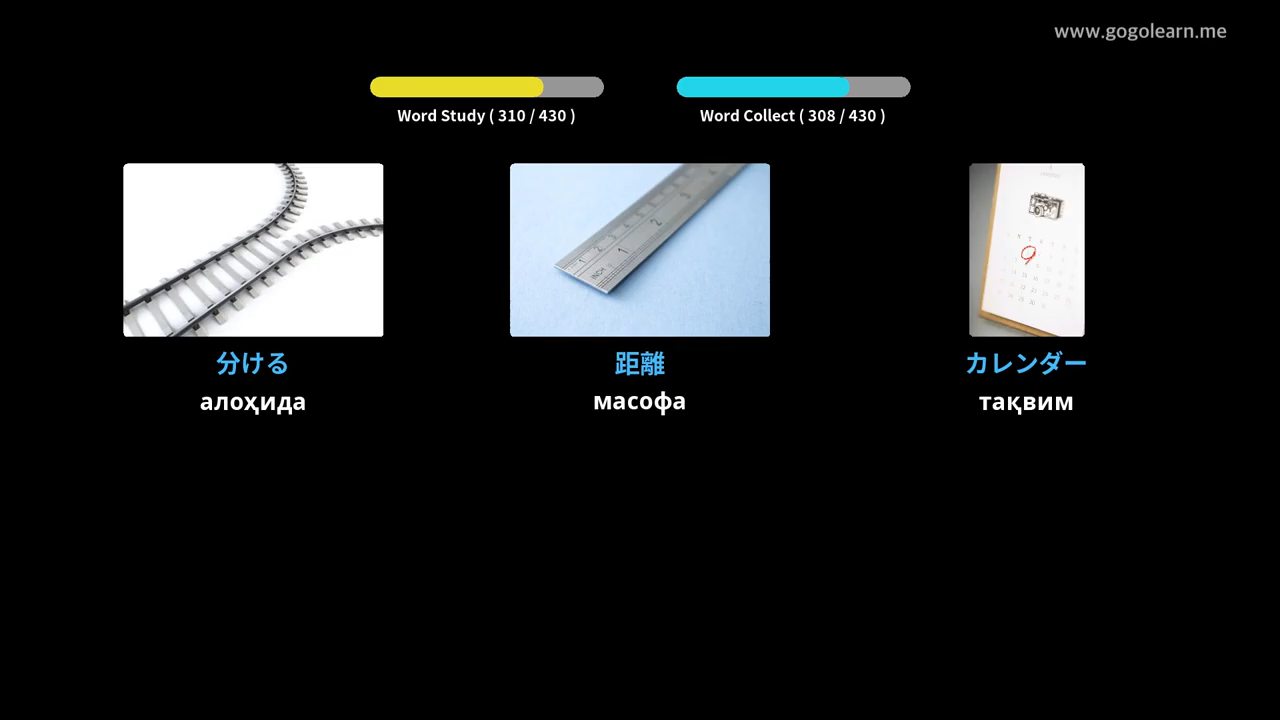 www.gogolearn.me
Word Study ( 310 / 430 )
Word Collect ( 308 / 430 )
分ける
距離
カレンダー
алоҳида
масофа
тақвим